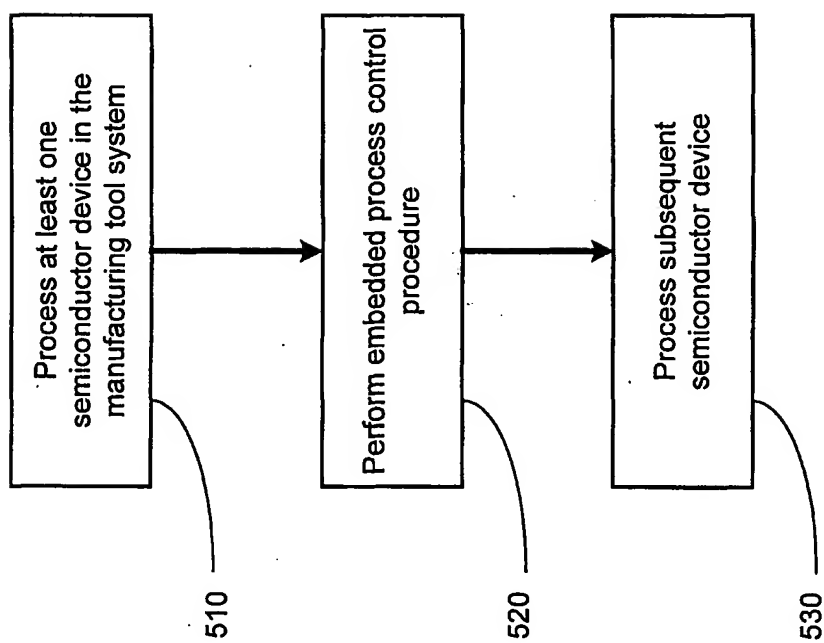 Process at least one
semiconductor device in the
manufacturing tool system
510
Perform embedded process control
procedure
520
Process subsequent
semiconductor device
530